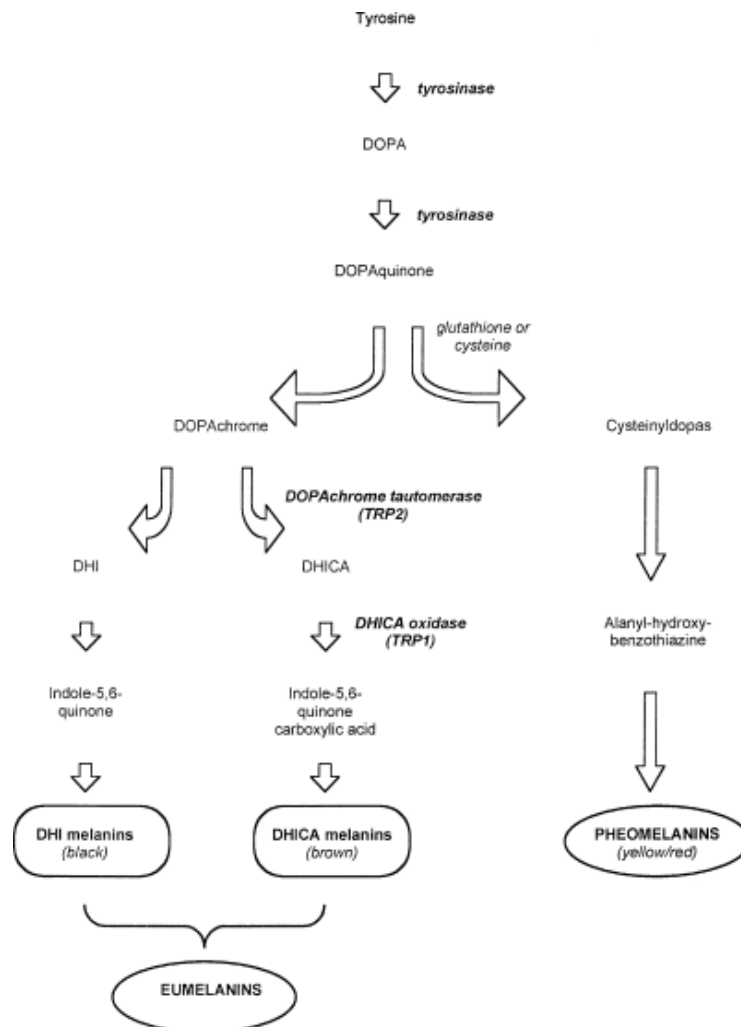 Tyrosine
tyrosinase
DOPA
tyrosinase
DOPAquinone
glutathione or
cysteine
DOPAchrome
Cysteinyldopas
DOPAchrome tautomerase
(TRP2)
DHI
DHICA
DHICA oxidase
(TRP1)
Alanyl-hydroxy-
benzothiazine
Indole-5,6-
quinone
Indole-5,6-
quinone
carboxylic acid
DHI melanins
(black)
DHICA melanins
(brown)
PHEOMELANINS
(yellow/red)
EUMELANINS